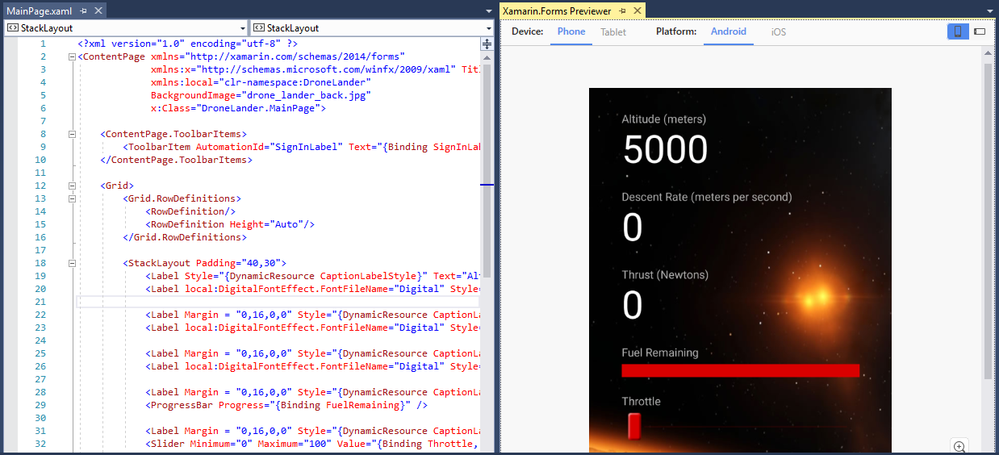 MainPage.xaml
StackLayout
StackLayout
1 <?xml version="1.0" encoding="utf-8" ?>
2 <ContentPage xmlns="http://xamarin.com/schemas/2014/forms"
3 xmlns:x="http://schemas.microsoft.com/winfx/2009/xaml" Titl
4 xmlns:local="clr-namespace:DroneLander"
5 BackgroundImage="drone_lander_back.jpg"
6 x:Class="DroneLander.MainPage">
7
8 <ContentPage.ToolbarItems>
9 <ToolbarItem AutomationId="SignInLabel" Text="{Binding SignInLab
10 </ContentPage.ToolbarItems>
11
12 <Grid>
13 <Grid.RowDefinitions>
14 <RowDefinition/>
15 <RowDefinition Height="Auto"/>
16 </Grid.RowDefinitions>
17
18 <StackLayout Padding="40,30">
19 <Label Style="{DynamicResource CaptionLabelStyle}" Text="Alt
20 <Label local:DigitalFontEffect.FontFileName="Digital" Style=
21
22 <Label Margin = "0,16,0,0" Style="{DynamicResource CaptionLa
23 <Label local:DigitalFontEffect.FontFileName="Digital" Style=
24
25 <Label Margin = "0,16,0,0" Style="{DynamicResource CaptionLa
26 <Label local:DigitalFontEffect.FontFileName="Digital" Style=
27
28 <Label Margin = "0,16,0,0" Style="{DynamicResource CaptionLa
29 <ProgressBar Progress="{Binding FuelRemaining}" />
30
31 <Label Margin = "0,16,0,0" Style="{DynamicResource CaptionLa
32 <Slider Minimum="0" Maximum="100" Value="{Binding Throttle,
Xamarin.Forms Previewer
Device: Phone Tablet Platform: Android iOS
Altitude (meters)
5000
Descent Rate (meters per second)
0
Thrust (Newtons)
0
Fuel Remaining
Throttle